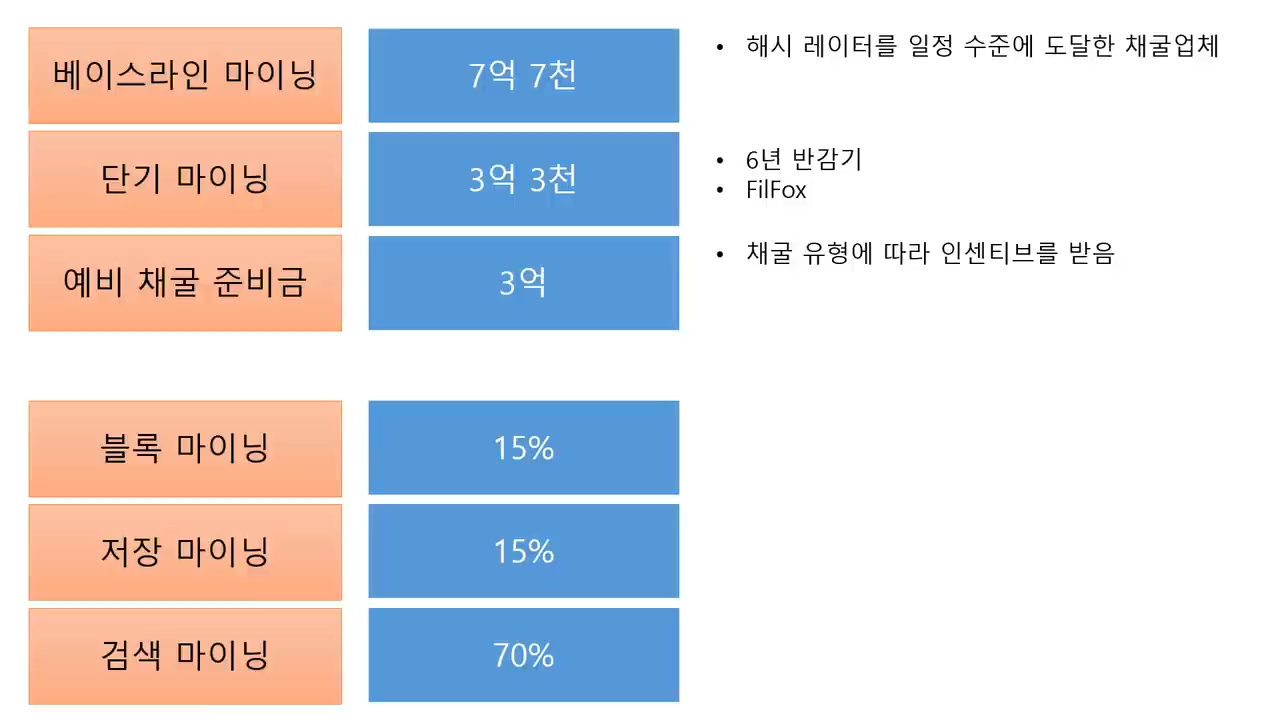 베이스라인 마이닝
7억 7천
• 해시 레이터를 일정 수준에 도달한 채굴업체
단기 마이닝
3억 3천
• 6년 반감기
• FilFox
예비 채굴 준비금
3억
• 채굴 유형에 따라 인센티브를 받음
블록 마이닝
15%
저장 마이닝
15%
검색 마이닝
70%